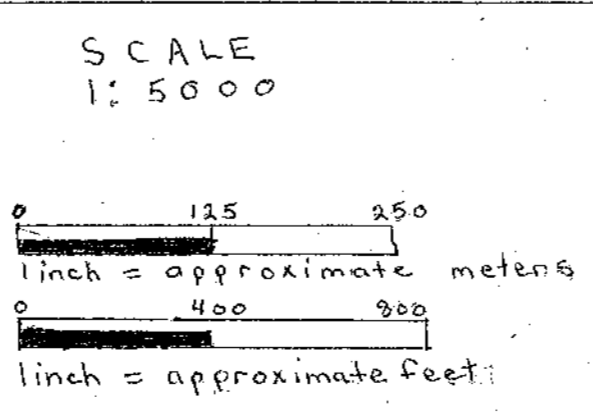 SCALE
1: 5000
0 125 250
1 inch = approximate meters
0 400 800
1 inch = approximate feet